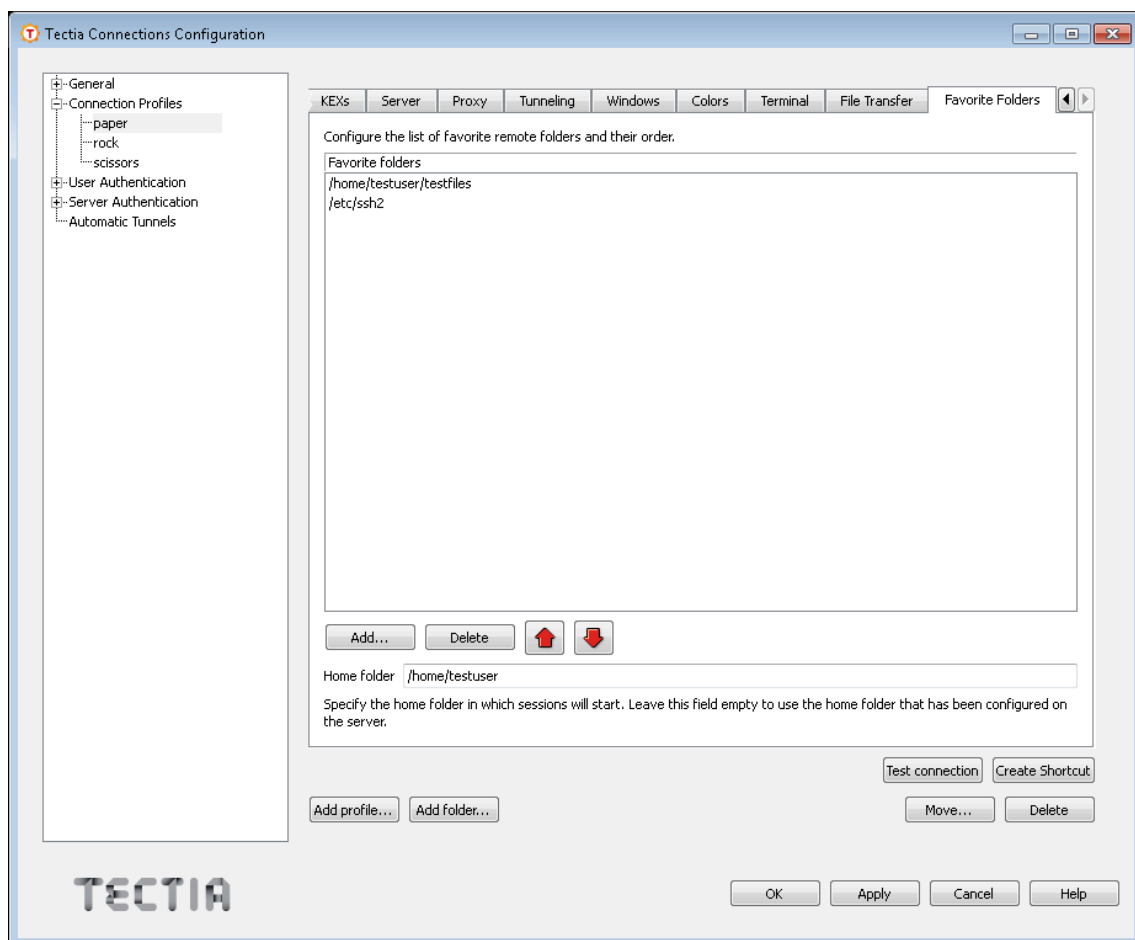 Tectia Connections Configuration
General
Connection Profiles
paper
rock
scissors
User Authentication
Server Authentication
Automatic Tunnels
KEXs Server Proxy Tunneling Windows Colors Terminal File Transfer Favorite Folders
Configure the list of favorite remote folders and their order.
Favorite folders
/home/testuser/testfiles
/etc/ssh2
Add... Delete
Home folder /home/testuser
Specify the home folder in which sessions will start. Leave this field empty to use the home folder that has been configured on
the server.
Test connection Create Shortcut
Add profile... Add folder... Move... Delete
TECTIA
OK Apply Cancel Help